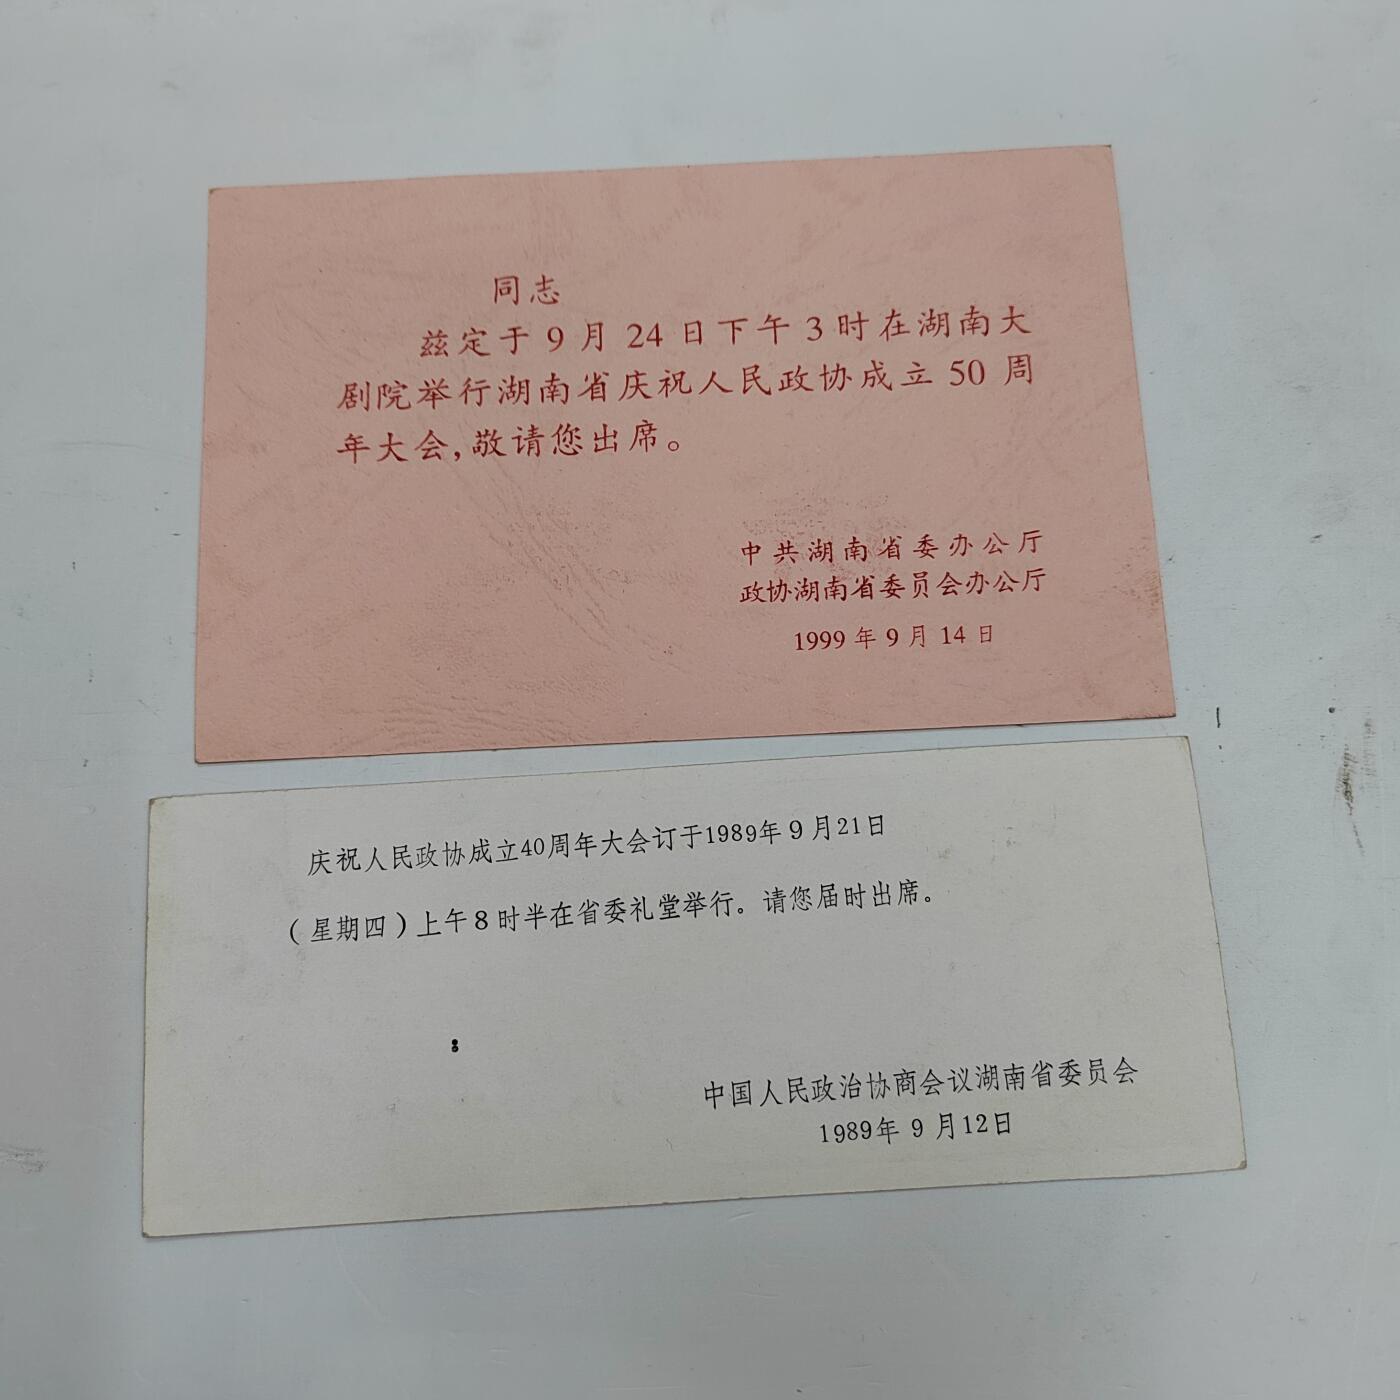 同志
兹定于9月24日下午3时在湖南大
剧院举行湖南省庆祝人民政协成立50周
年大会,敬请您出席。
中共湖南省委办公厅
政协湖南省委员会办公厅
1999年9月14日
庆祝人民政协成立40周年大会订于1989年9月21日
(星期四)上午8时半在省委礼堂举行。请您届时出席。
中国人民政治协商会议湖南省委员会
1989年9月12日